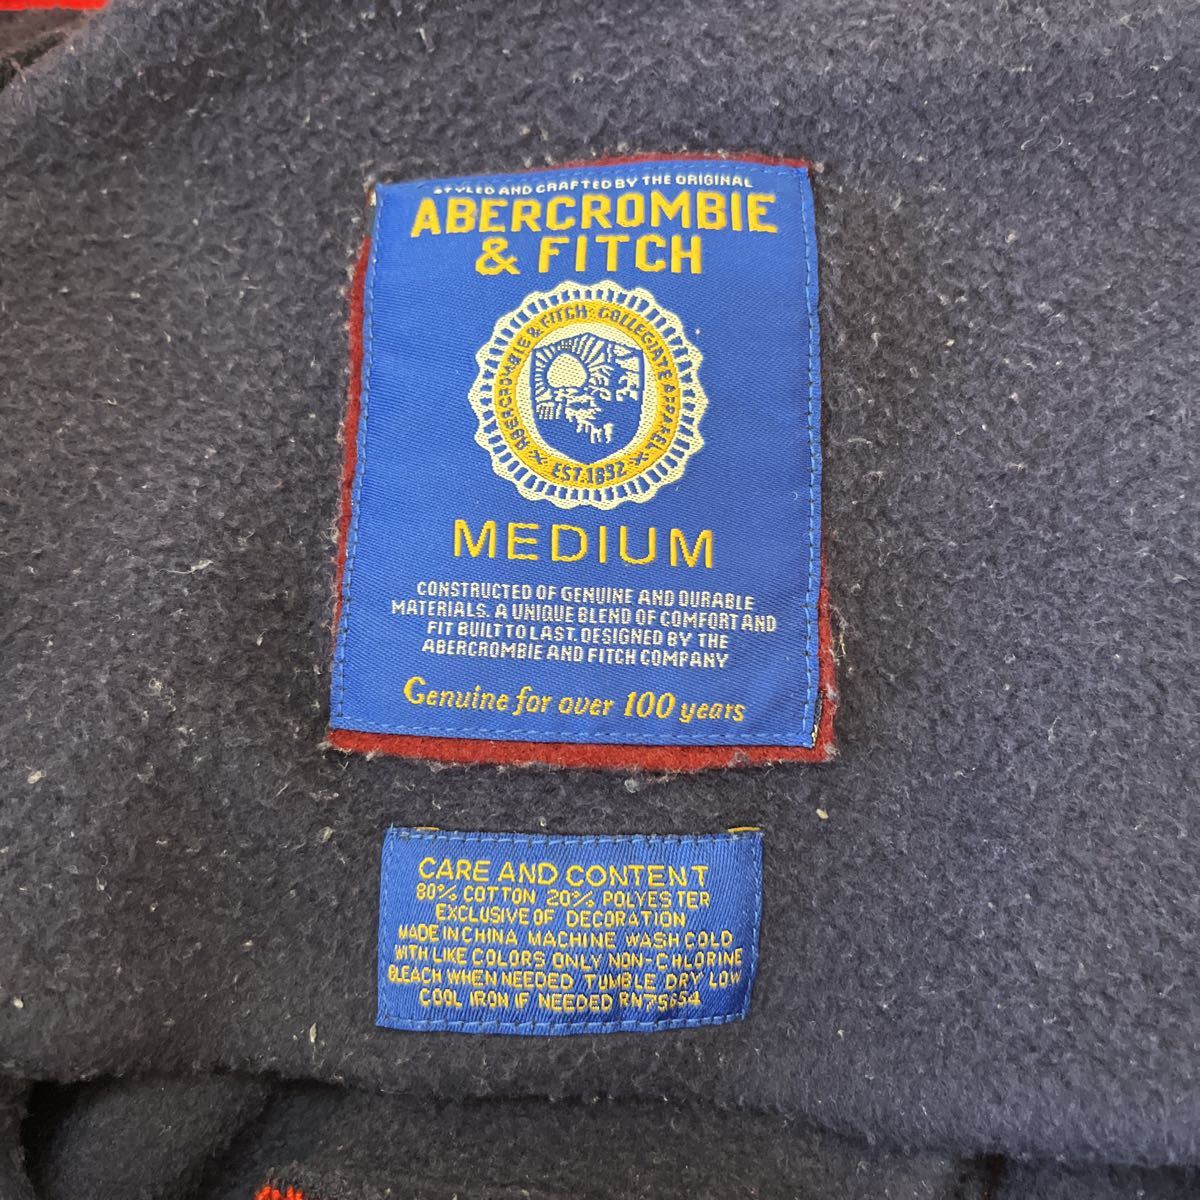 STYLED AND CRAFTED BY THE ORIGINAL
ABERCROMBIE
& FITCH
ABERCROMBIE & FITCH COLLEGIATE APPAREL
EST. 1892
MEDIUM
CONSTRUCTED OF GENUINE AND DURABLE
MATERIALS. A UNIQUE BLEND OF COMFORT AND
FIT BUILT TO LAST. DESIGNED BY THE
ABERCROMBIE AND FITCH COMPANY
Genuine for over 100 years
CARE AND CONTENT
80% COTTON 20% POLYESTER
EXCLUSIVE OF DECORATION
MADE IN CHINA MACHINE WASH COLD
WITH LIKE COLORS ONLY NON-CHLORINE
BLEACH WHEN NEEDED TUMBLE DRY LOW
COOL IRON IF NEEDED RN75654